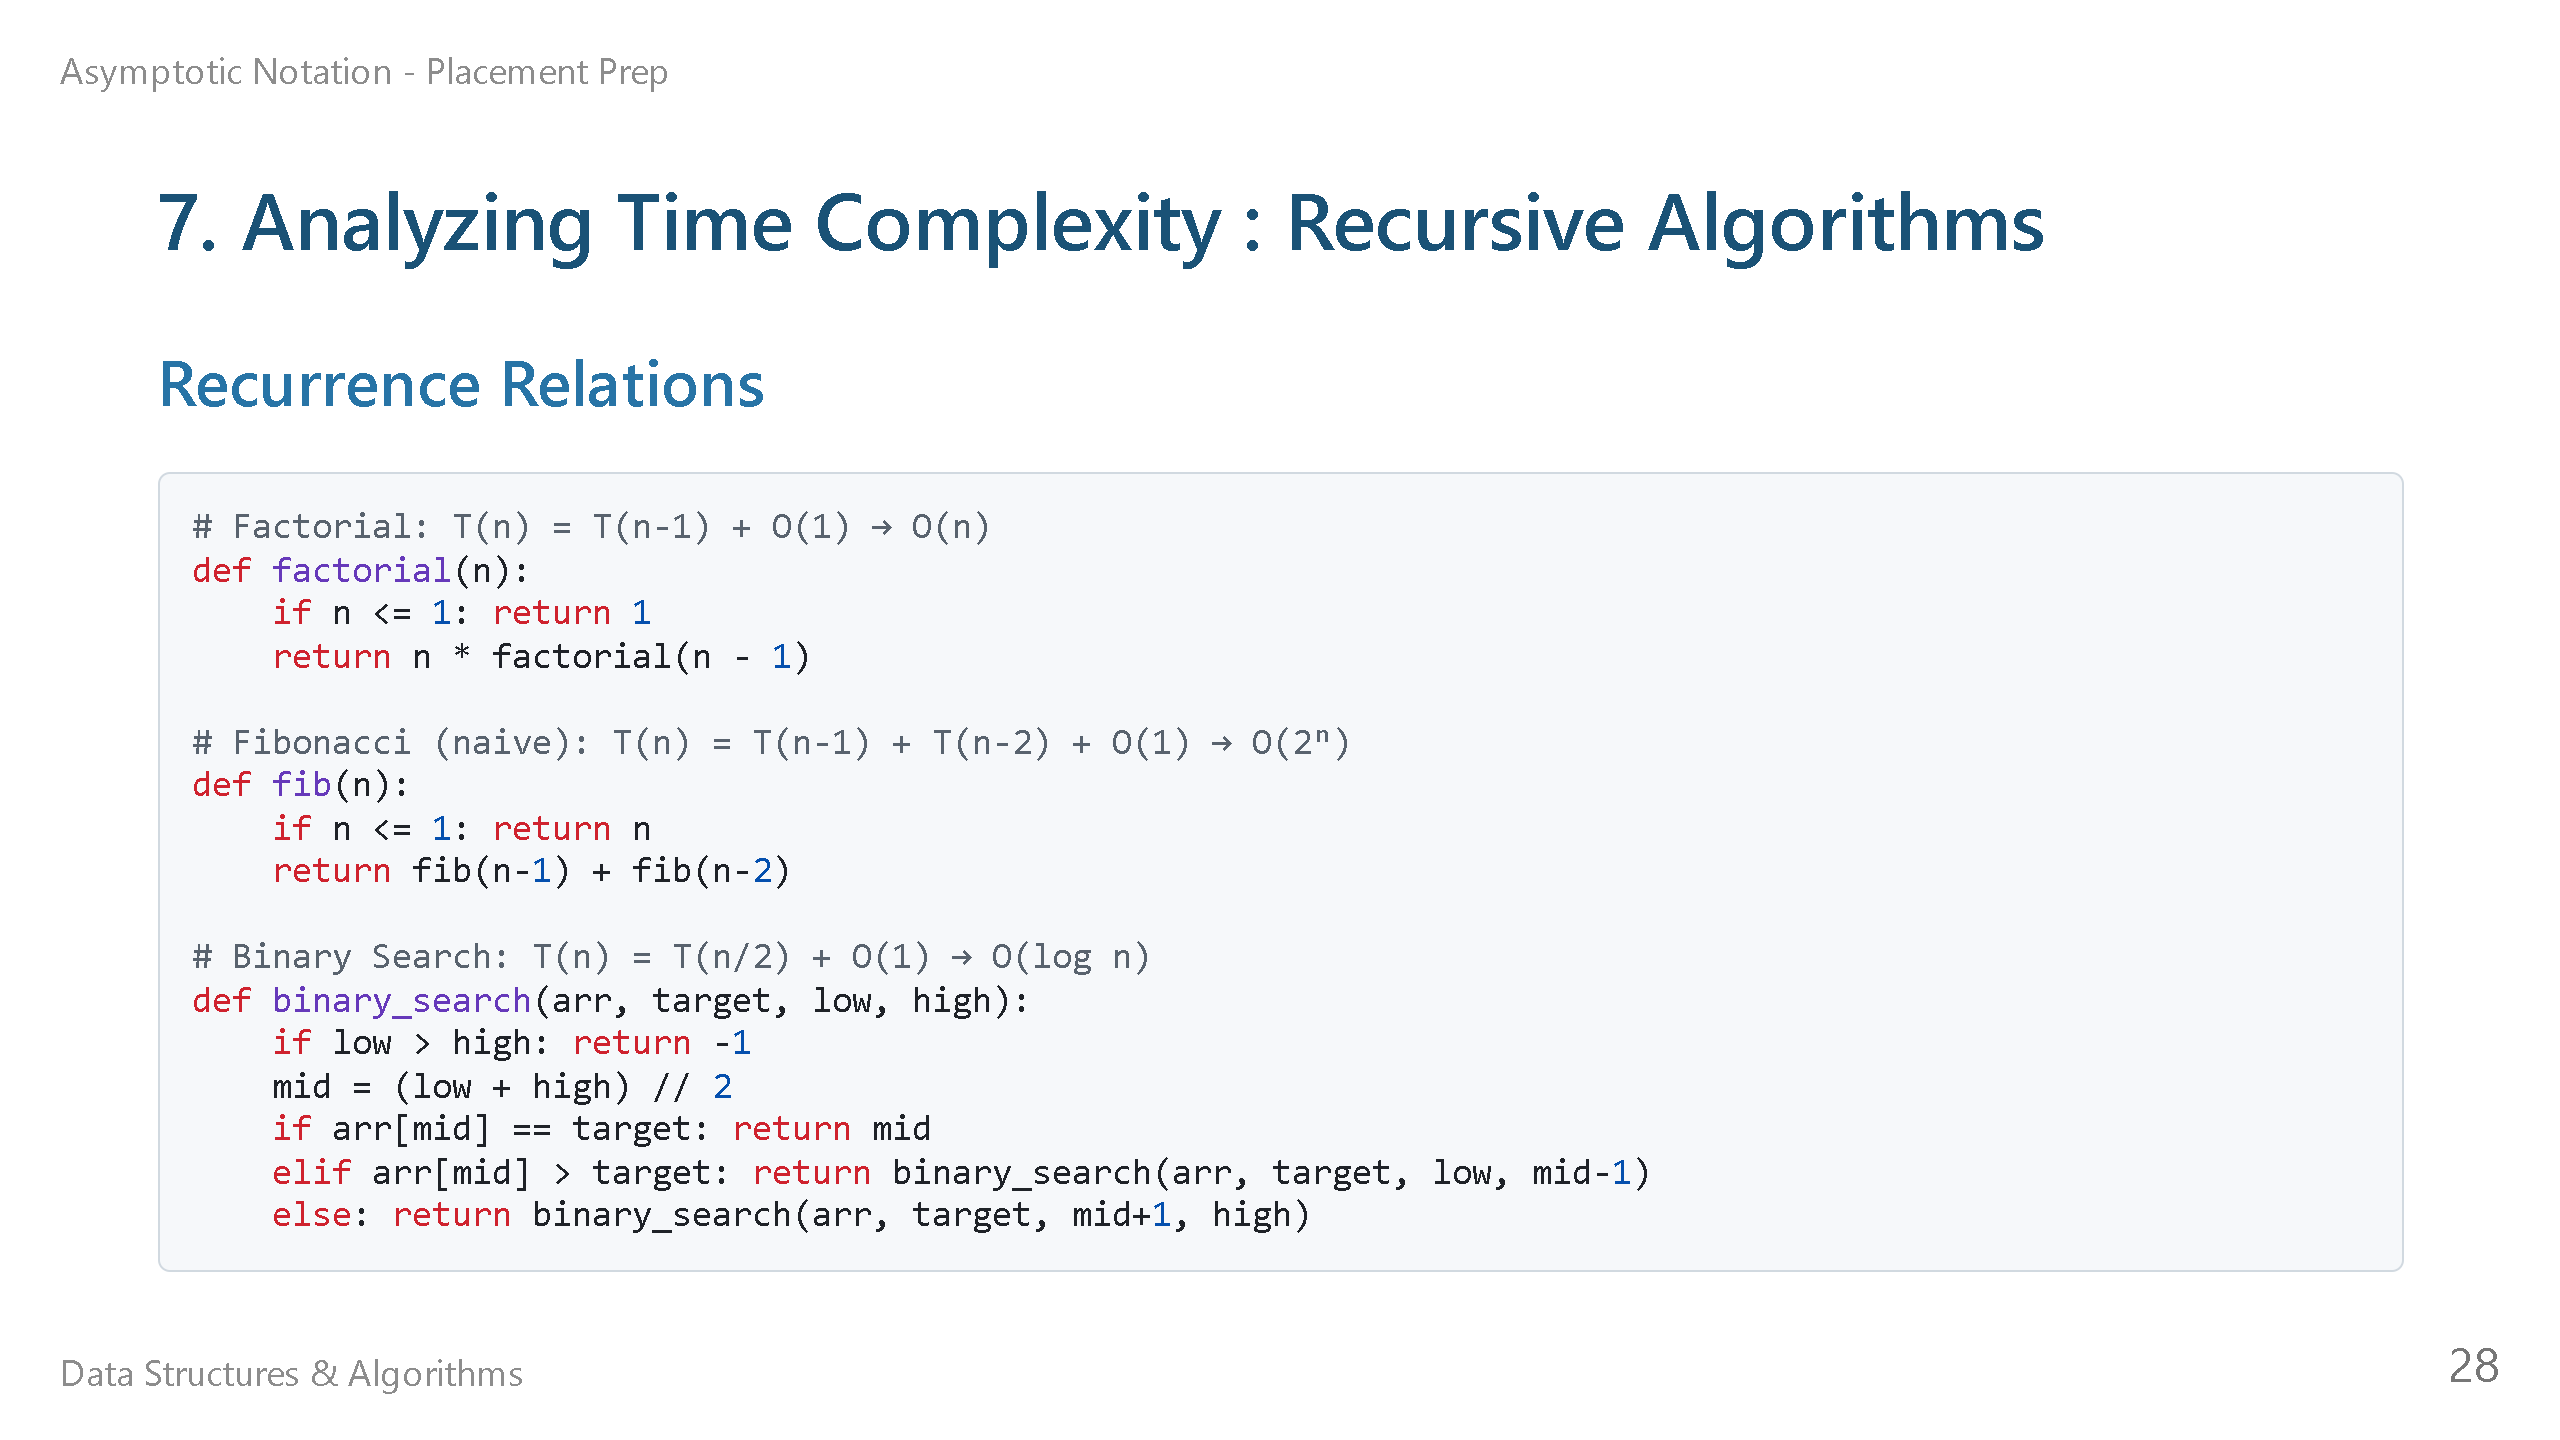 Asymptotic Notation - Placement Prep
7. Analyzing Time Complexity : Recursive Algorithms
Recurrence Relations
# Factorial: T(n) = T(n-1) + O(1) → O(n)
def factorial(n):
    if n <= 1: return 1
    return n * factorial(n - 1)

# Fibonacci (naive): T(n) = T(n-1) + T(n-2) + O(1) → O(2ⁿ)
def fib(n):
    if n <= 1: return n
    return fib(n-1) + fib(n-2)

# Binary Search: T(n) = T(n/2) + O(1) → O(log n)
def binary_search(arr, target, low, high):
    if low > high: return -1
    mid = (low + high) // 2
    if arr[mid] == target: return mid
    elif arr[mid] > target: return binary_search(arr, target, low, mid-1)
    else: return binary_search(arr, target, mid+1, high)
Data Structures & Algorithms
28